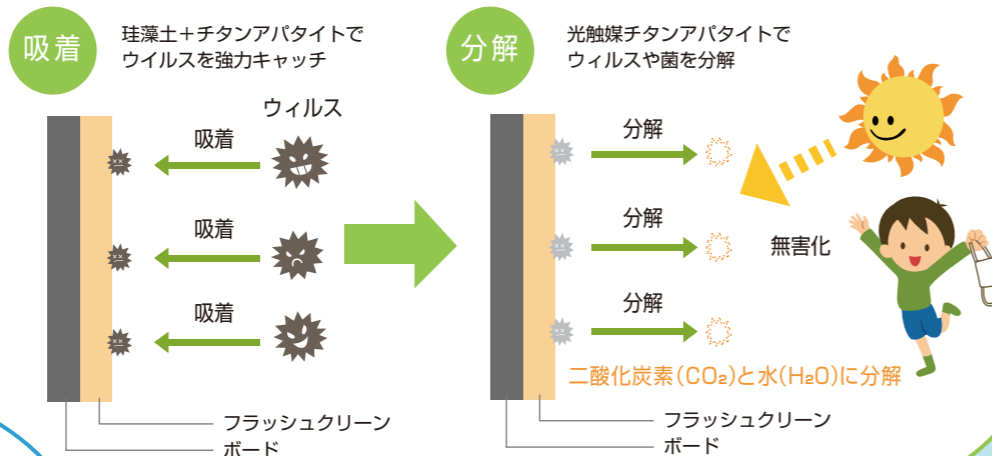 吸着
珪藻土＋チタンアパタイトで
ウイルスを強力キャッチ
ウィルス
吸着
吸着
吸着
フラッシュクリーン
ボード
分解
光触媒チタンアパタイトで
ウィルスや菌を分解
分解
分解
無害化
分解
二酸化炭素(CO₂)と水(H₂O)に分解
フラッシュクリーン
ボード